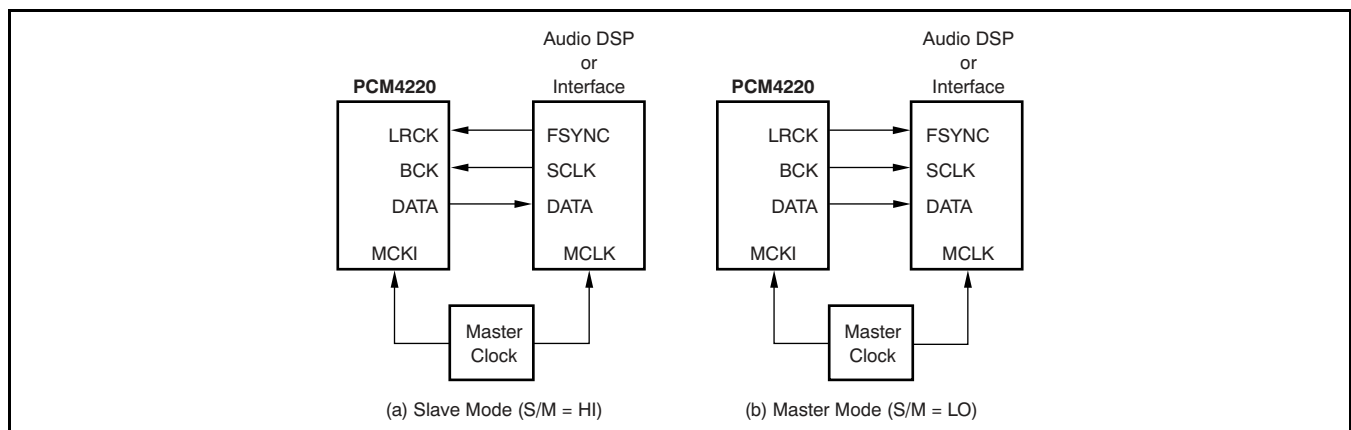 Audio DSP
or
Interface
PCM4220
LRCK
FSYNC
BCK
SCLK
DATA
DATA
MCKI
MCLK
Master
Clock
(a) Slave Mode (S/M = HI)
Audio DSP
or
Interface
PCM4220
LRCK
FSYNC
BCK
SCLK
DATA
DATA
MCKI
MCLK
Master
Clock
(b) Master Mode (S/M = LO)